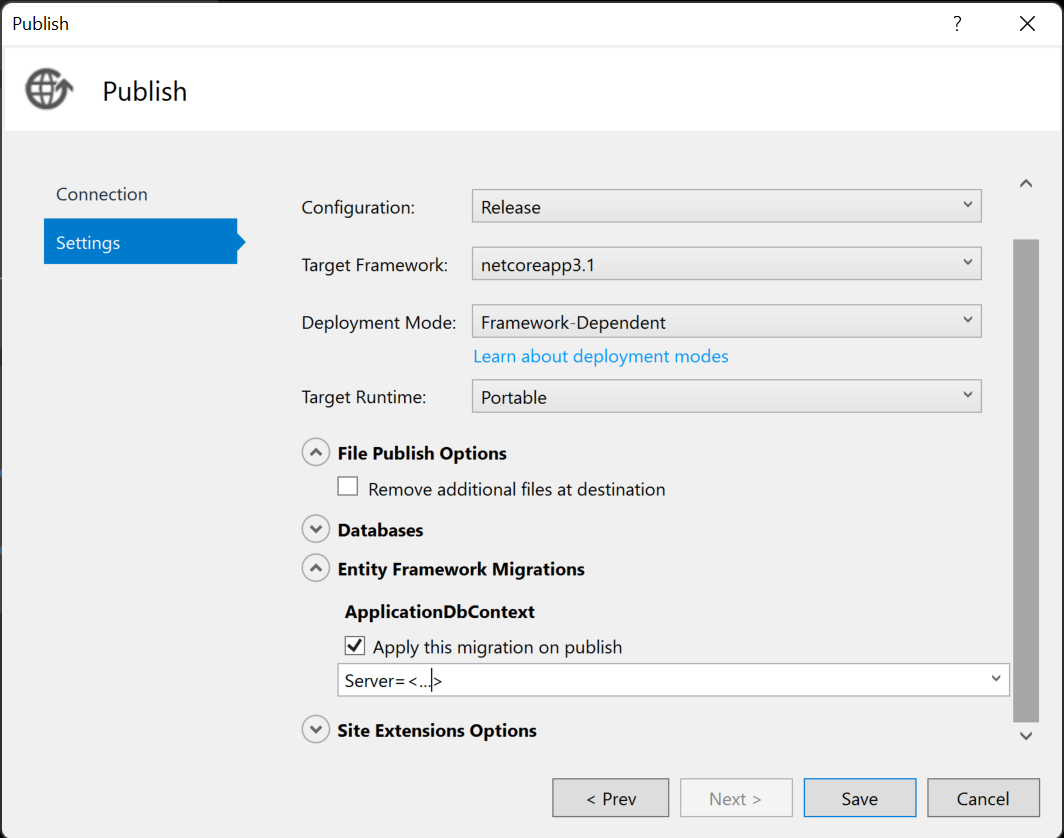 Publish
?
Publish
Connection
Settings
Configuration: Release
Target Framework: netcoreapp3.1
Deployment Mode: Framework-Dependent
Learn about deployment modes
Target Runtime: Portable
File Publish Options
Remove additional files at destination
Databases
Entity Framework Migrations
ApplicationDbContext
Apply this migration on publish
Server=<...>
Site Extensions Options
< Prev Next > Save Cancel